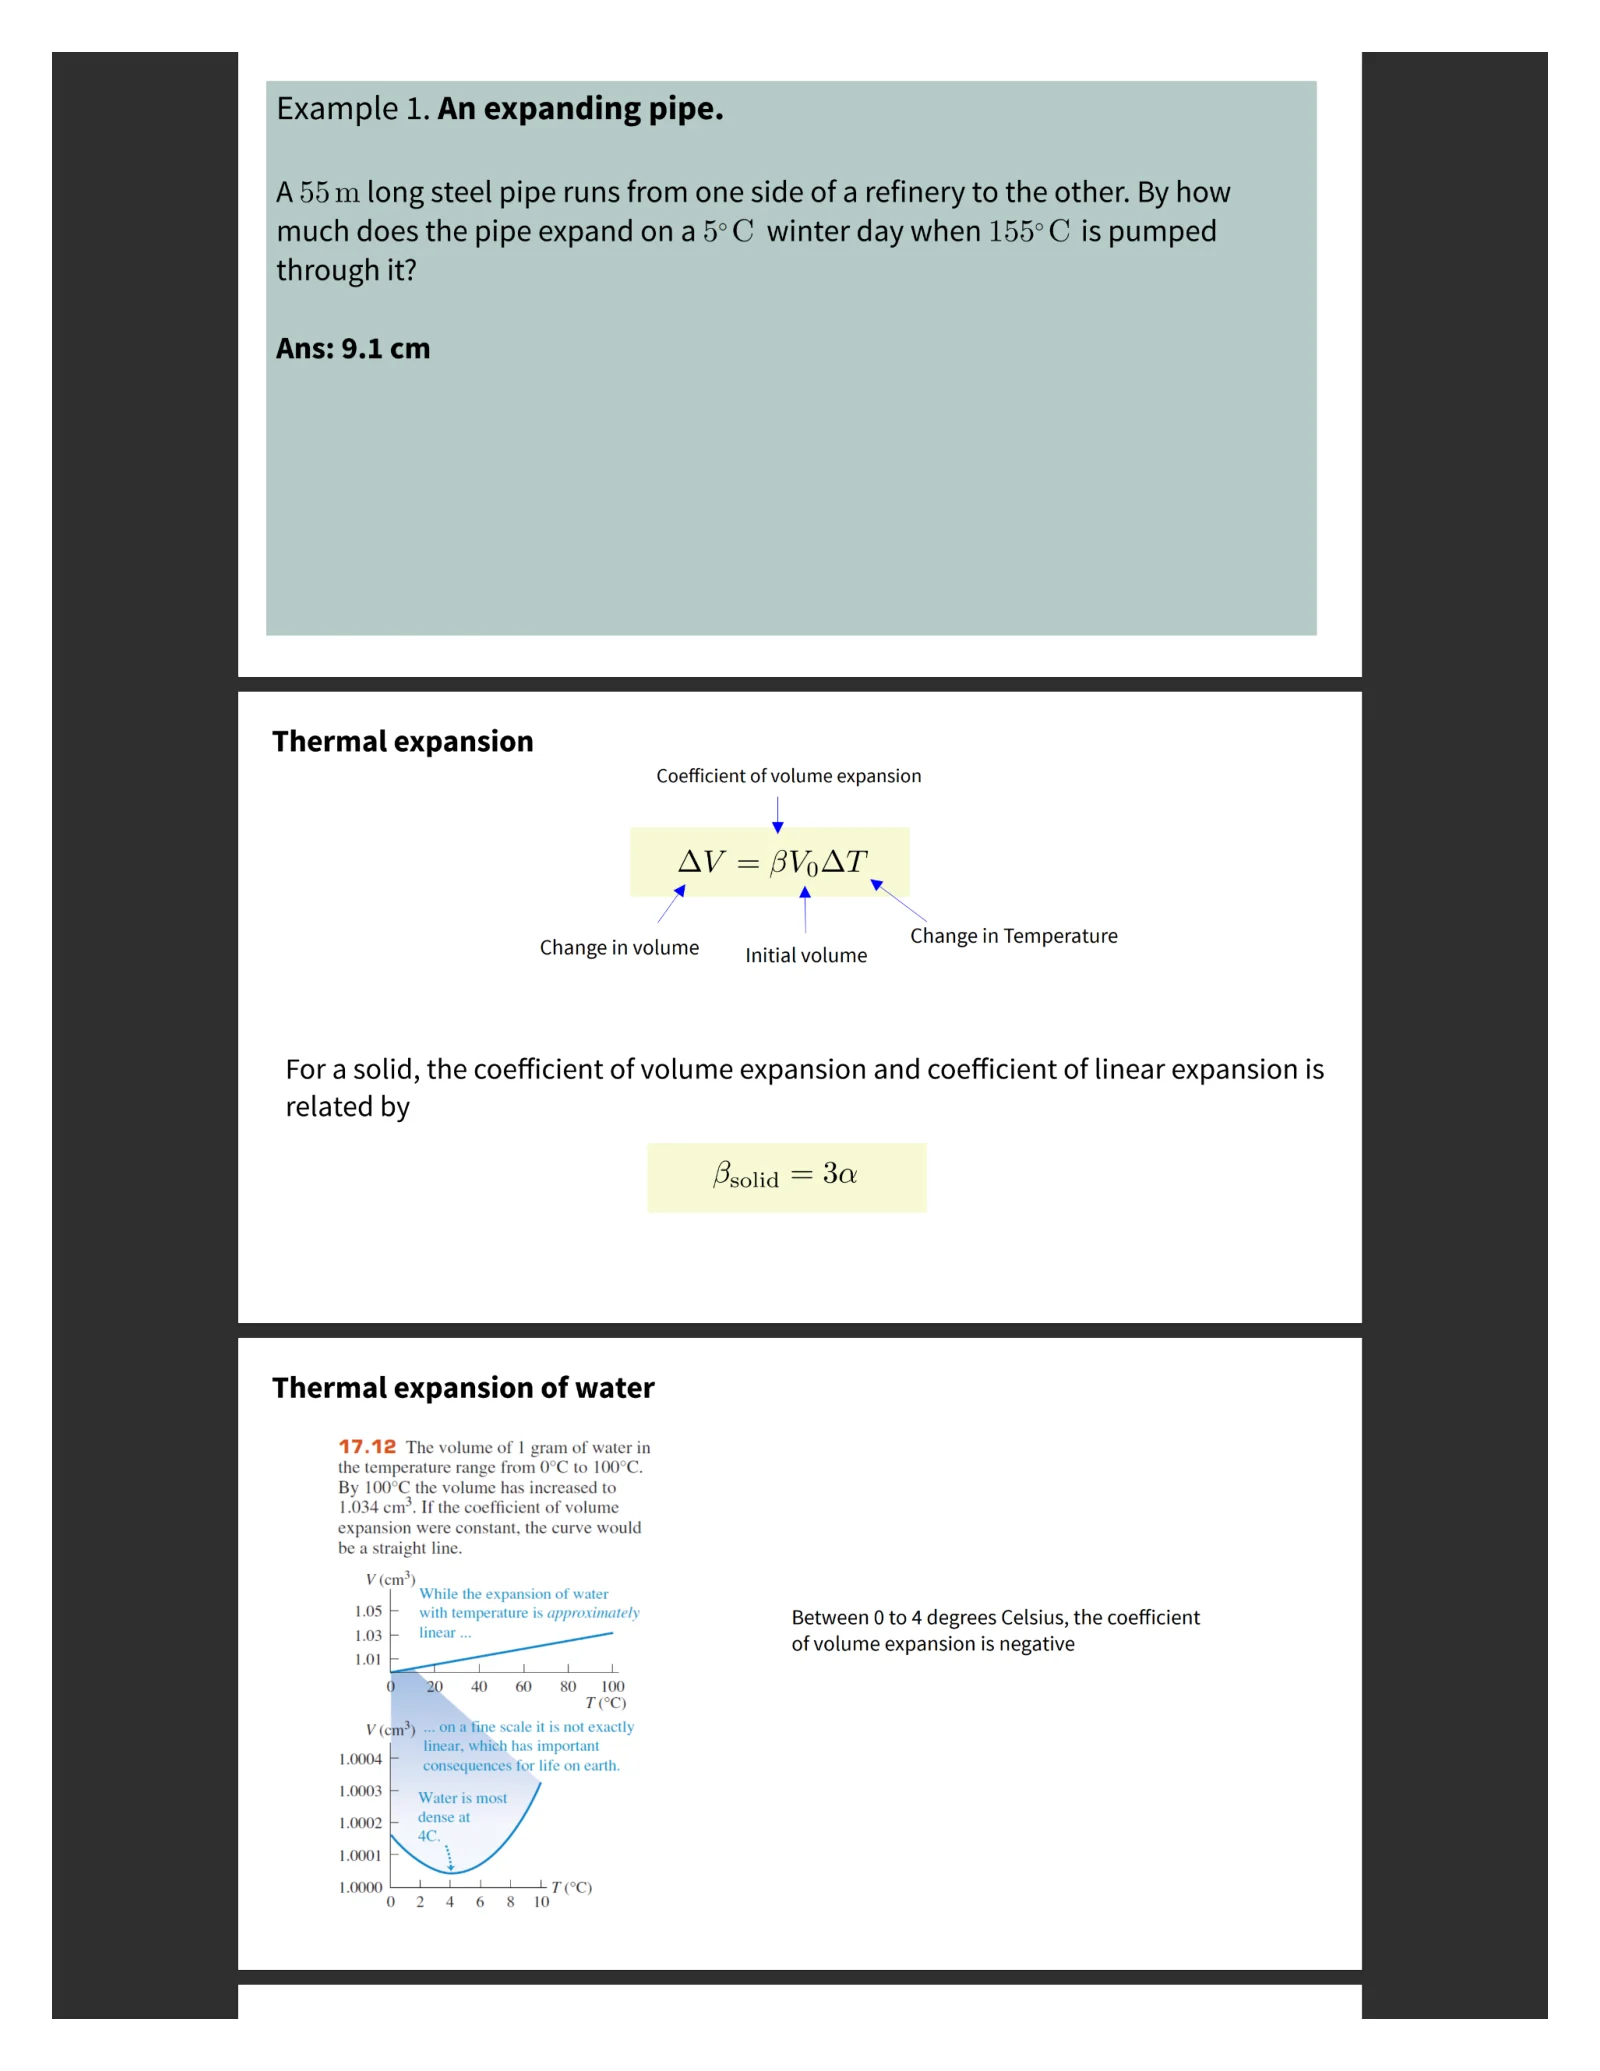 Example 1. An expanding pipe.
A 55 m long steel pipe runs from one side of a refinery to the other. By how
much does the pipe expand on a 5°C winter day when 155°C is pumped
through it?
Ans: 9.1 cm
Thermal expansion
Coefficient of volume expansion
ΔV = βV₀ΔT
Change in volume
Initial volume
Change in Temperature
For a solid, the coefficient of volume expansion and coefficient of linear expansion is
related by
β_solid = 3α
Thermal expansion of water
17.12 The volume of 1 gram of water in
the temperature range from 0°C to 100°C.
By 100°C the volume has increased to
1.034 cm³. If the coefficient of volume
expansion were constant, the curve would
be a straight line.
V (cm³)
While the expansion of water
with temperature is approximately
linear ...
1.05
1.03
1.01
0 20 40 60 80 100
T (°C)
Between 0 to 4 degrees Celsius, the coefficient
of volume expansion is negative
V (cm³)
... on a fine scale it is not exactly
linear, which has important
consequences for life on earth.
Water is most
dense at
4C.
1.0004
1.0003
1.0002
1.0001
1.0000
0 2 4 6 8 10
T (°C)